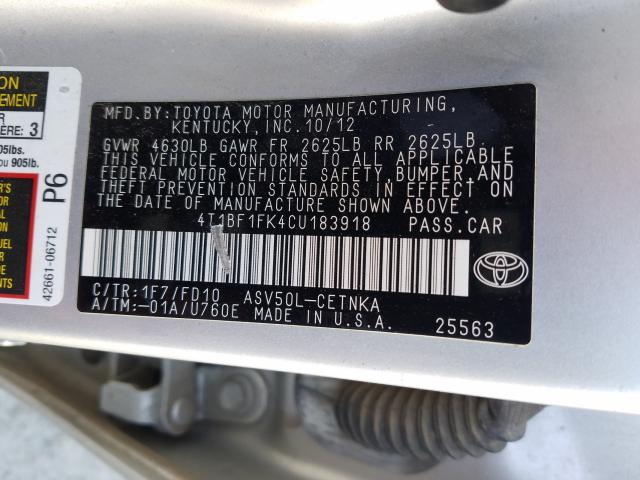 ON
EMENT
R
ERE: 3
5lbs.
ou 905lb.
P6
42661-06712
MFD.BY:TOYOTA MOTOR MANUFACTURING,
KENTUCKY,INC.10/12
GVWR 4630LB GAWR FR 2625LB RR 2625LB
THIS VEHICLE CONFORMS TO ALL APPLICABLE
FEDERAL MOTOR VEHICLE SAFETY,BUMPER,AND
THEFT PREVENTION STANDARDS IN EFFECT ON
THE DATE OF MANUFACTURE SHOWN ABOVE.
4T1BF1FK4CU183918 PASS.CAR
C/TR:1F7/FD10 ASV50L-CETNKA
A/TM:-01A/U760E MADE IN U.S.A.
25563